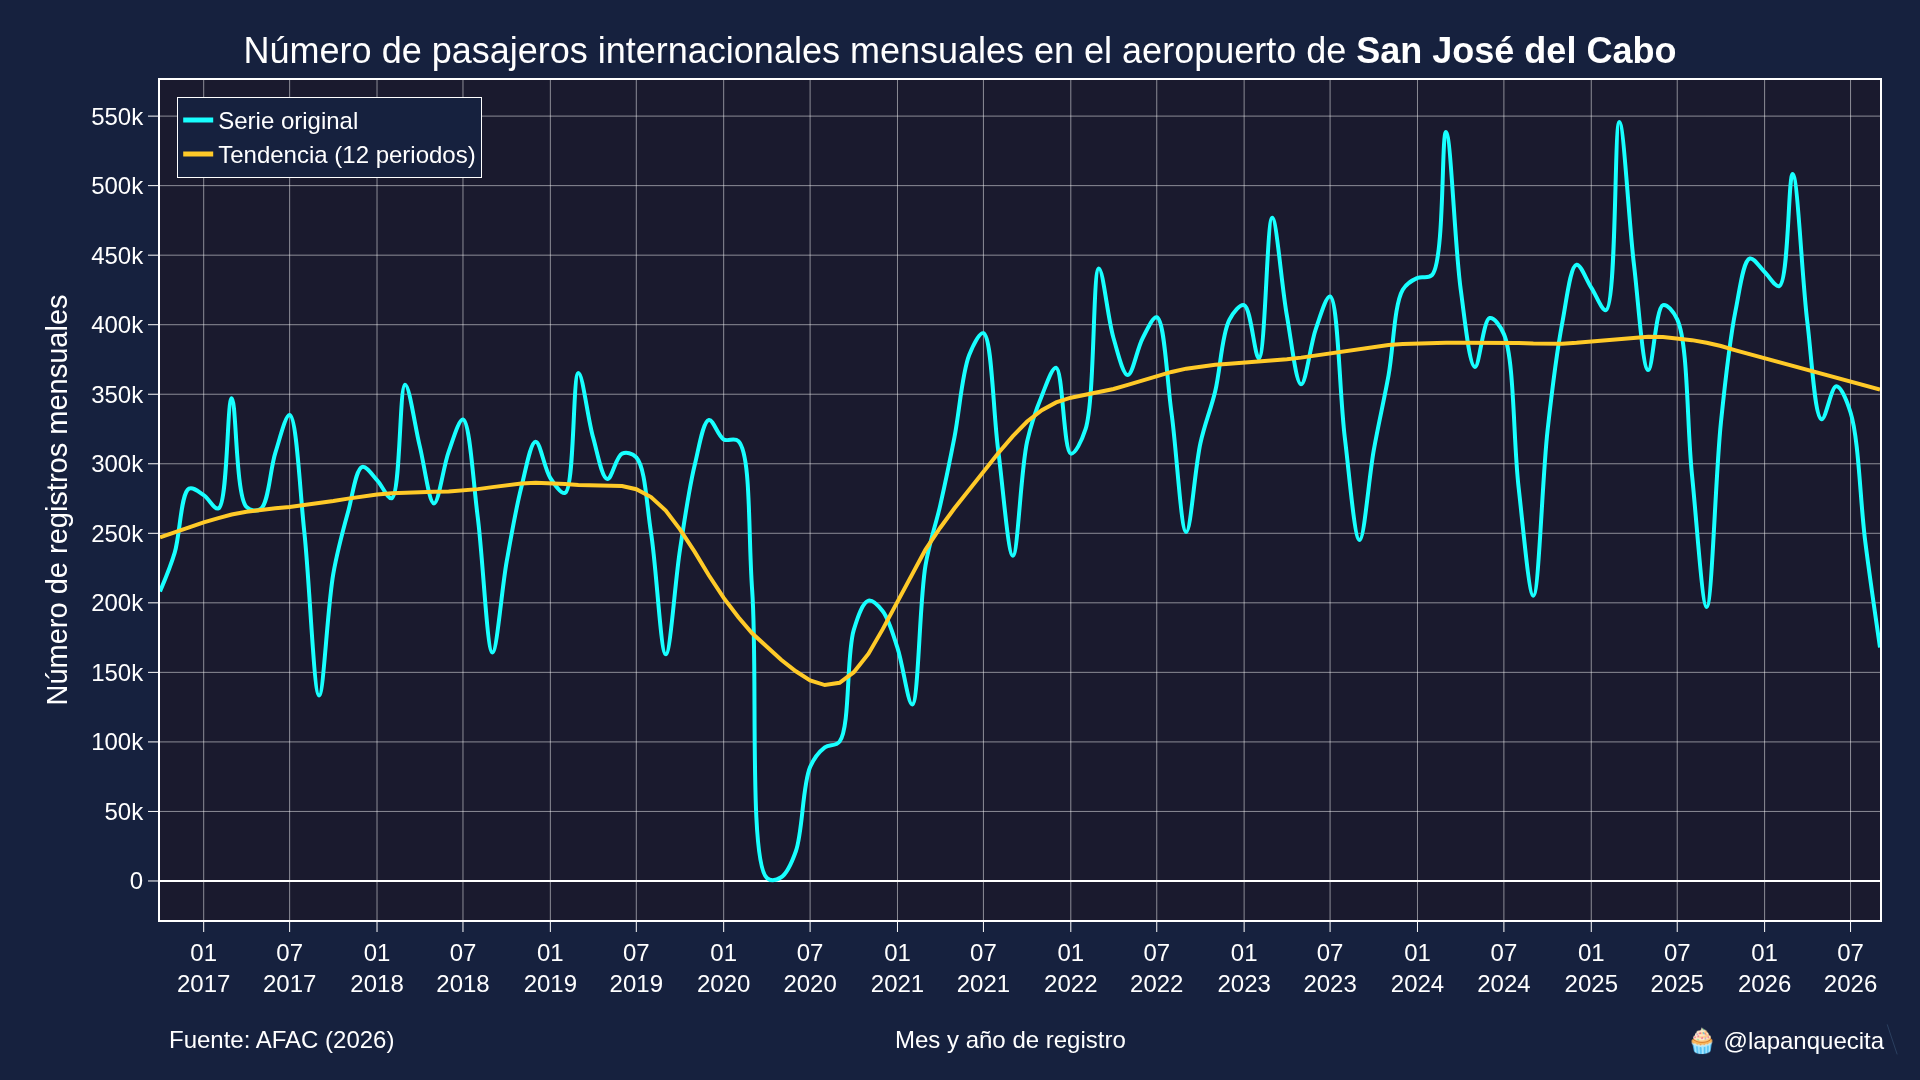 Número de pasajeros internacionales mensuales en el aeropuerto de San José del Cabo
Serie original
Tendencia (12 periodos)
Número de registros mensuales
550k
500k
450k
400k
350k
300k
250k
200k
150k
100k
50k
0
01 07 01 07 01 07 01 07 01 07 01 07 01 07 01 07 01 07 01 07
2017 2017 2018 2018 2019 2019 2020 2020 2021 2021 2022 2022 2023 2023 2024 2024 2025 2025 2026 2026
Fuente: AFAC (2026)
Mes y año de registro
🧁 @lapanquecita